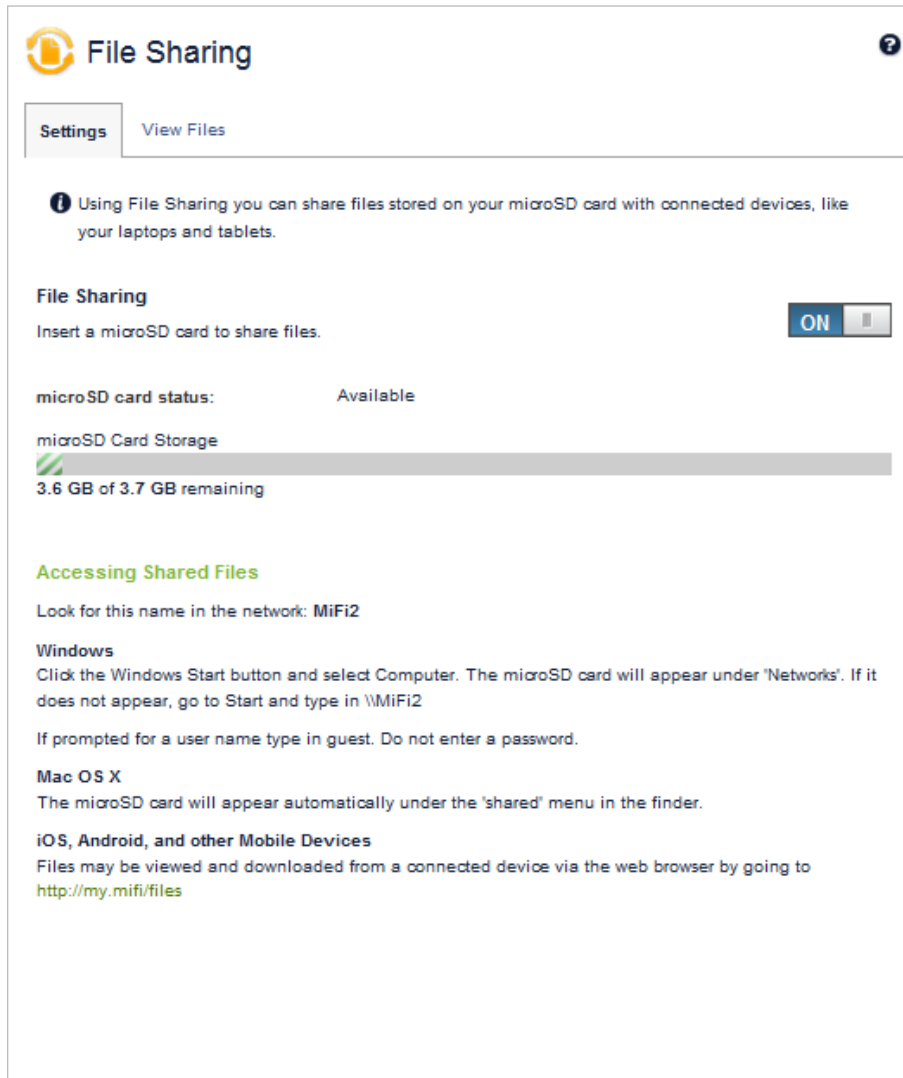 File Sharing
Settings
View Files
Using File Sharing you can share files stored on your microSD card with connected devices, like
your laptops and tablets.
File Sharing
Insert a microSD card to share files.
ON
microSD card status:
Available
microSD Card Storage
3.6 GB of 3.7 GB remaining
Accessing Shared Files
Look for this name in the network: MiFi2
Windows
Click the Windows Start button and select Computer. The microSD card will appear under 'Networks'. If it
does not appear, go to Start and type in \\MiFi2
If prompted for a user name type in guest. Do not enter a password.
Mac OS X
The microSD card will appear automatically under the 'shared' menu in the finder.
iOS, Android, and other Mobile Devices
Files may be viewed and downloaded from a connected device via the web browser by going to
http://my.mifi/files